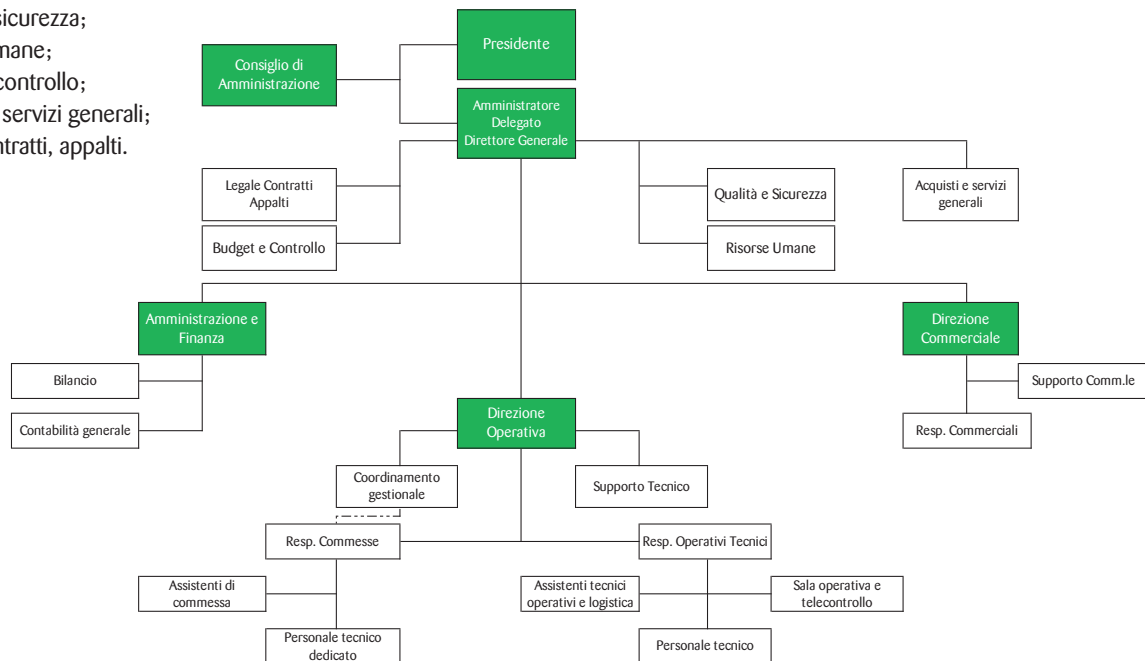 sicurezza;
controllo;
servizi generali;
appalti.
Presidente
Consiglio di
Amministrazione
Amministratore
Delegato
Direttore Generale
Legale Contratti
Appalti
Qualità e Sicurezza
Acquisti e servizi
generali
Budget e Controllo
Risorse Umane
Amministrazione e
Finanza
Direzione
Commerciale
Bilancio
Supporto Comm.le
Contabilità generale
Direzione
Operativa
Resp. Commerciali
Coordinamento
gestionale
Supporto Tecnico
Resp. Commesse
Resp. Operativi Tecnici
Assistenti di
commessa
Assistenti tecnici
operativi e logistica
Sala operativa e
telecontrollo
Personale tecnico
dedicato
Personale tecnico